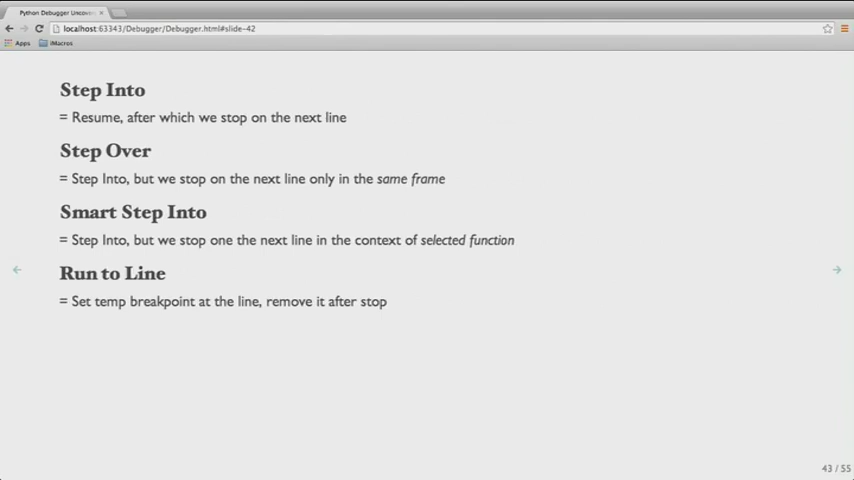 Python Debugger Uncover
localhost:63343/Debugger/Debugger.html#slide-42
Apps iMacros
Step Into
= Resume, after which we stop on the next line
Step Over
= Step Into, but we stop on the next line only in the same frame
Smart Step Into
= Step Into, but we stop one the next line in the context of selected function
Run to Line
= Set temp breakpoint at the line, remove it after stop
43 / 55